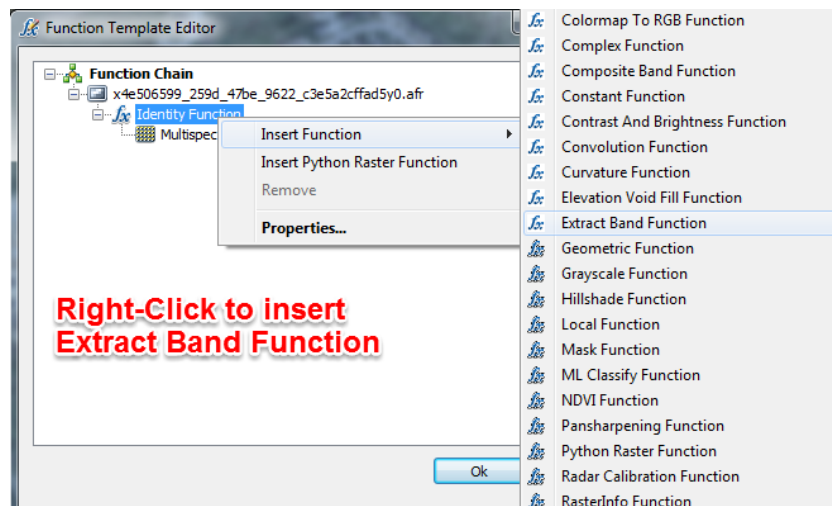 Function Template Editor
Function Chain
x4e506599_259d_47be_9622_c3e5a2cffad5y0.afr
Identity Function
Multispec
Insert Function
Insert Python Raster Function
Remove
Properties...
Right-Click to insert
Extract Band Function
Ok
Colormap To RGB Function
Complex Function
Composite Band Function
Constant Function
Contrast And Brightness Function
Convolution Function
Curvature Function
Elevation Void Fill Function
Extract Band Function
Geometric Function
Grayscale Function
Hillshade Function
Local Function
Mask Function
ML Classify Function
NDVI Function
Pansharpening Function
Python Raster Function
Radar Calibration Function
RasterInfo Function